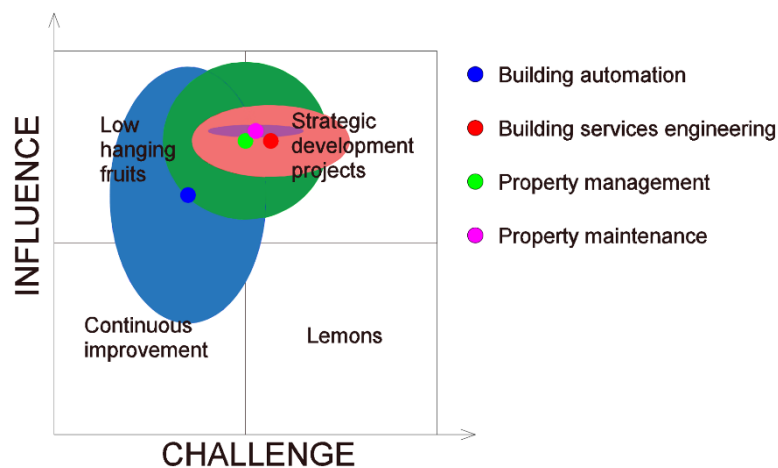 INFLUENCE
Low
hanging
fruits
Strategic
development
projects
Continuous
improvement
Lemons
CHALLENGE
Building automation
Building services engineering
Property management
Property maintenance